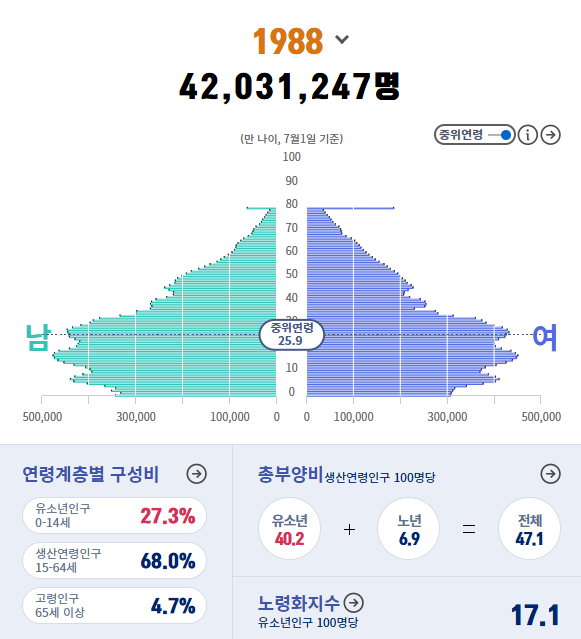 1988
42,031,247명
(만 나이, 7월1일 기준)
중위연령
100
90
80
70
60
50
40
30
남
중위연령
25.9
여
10
0
500,000
300,000
100,000
0
0
100,000
300,000
500,000
연령계층별 구성비
유소년인구
0-14세
27.3%
생산연령인구
15-64세
68.0%
고령인구
65세 이상
4.7%
총부양비생산연령인구 100명당
유소년
40.2
+
노년
6.9
=
전체
47.1
노령화지수
유소년인구 100명당
17.1